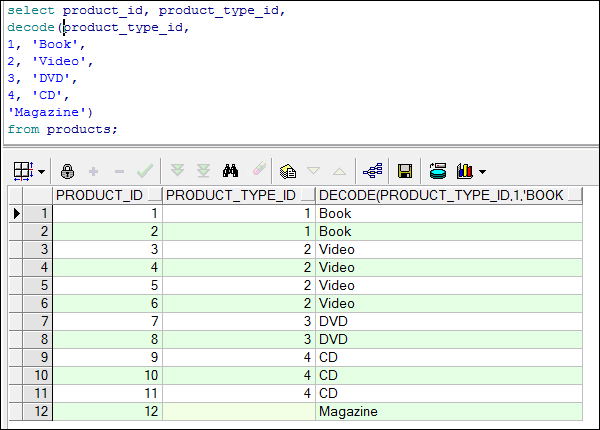 select product_id, product_type_id,
decode(product_type_id,
1, 'Book',
2, 'Video',
3, 'DVD',
4, 'CD',
'Magazine')
from products;
PRODUCT_ID PRODUCT_TYPE_ID DECODE(PRODUCT_TYPE_ID,1,'BOOK
1 1 1 Book
2 2 1 Book
3 3 2 Video
4 4 2 Video
5 5 2 Video
6 6 2 Video
7 7 3 DVD
8 8 3 DVD
9 9 4 CD
10 10 4 CD
11 11 4 CD
12 12 Magazine